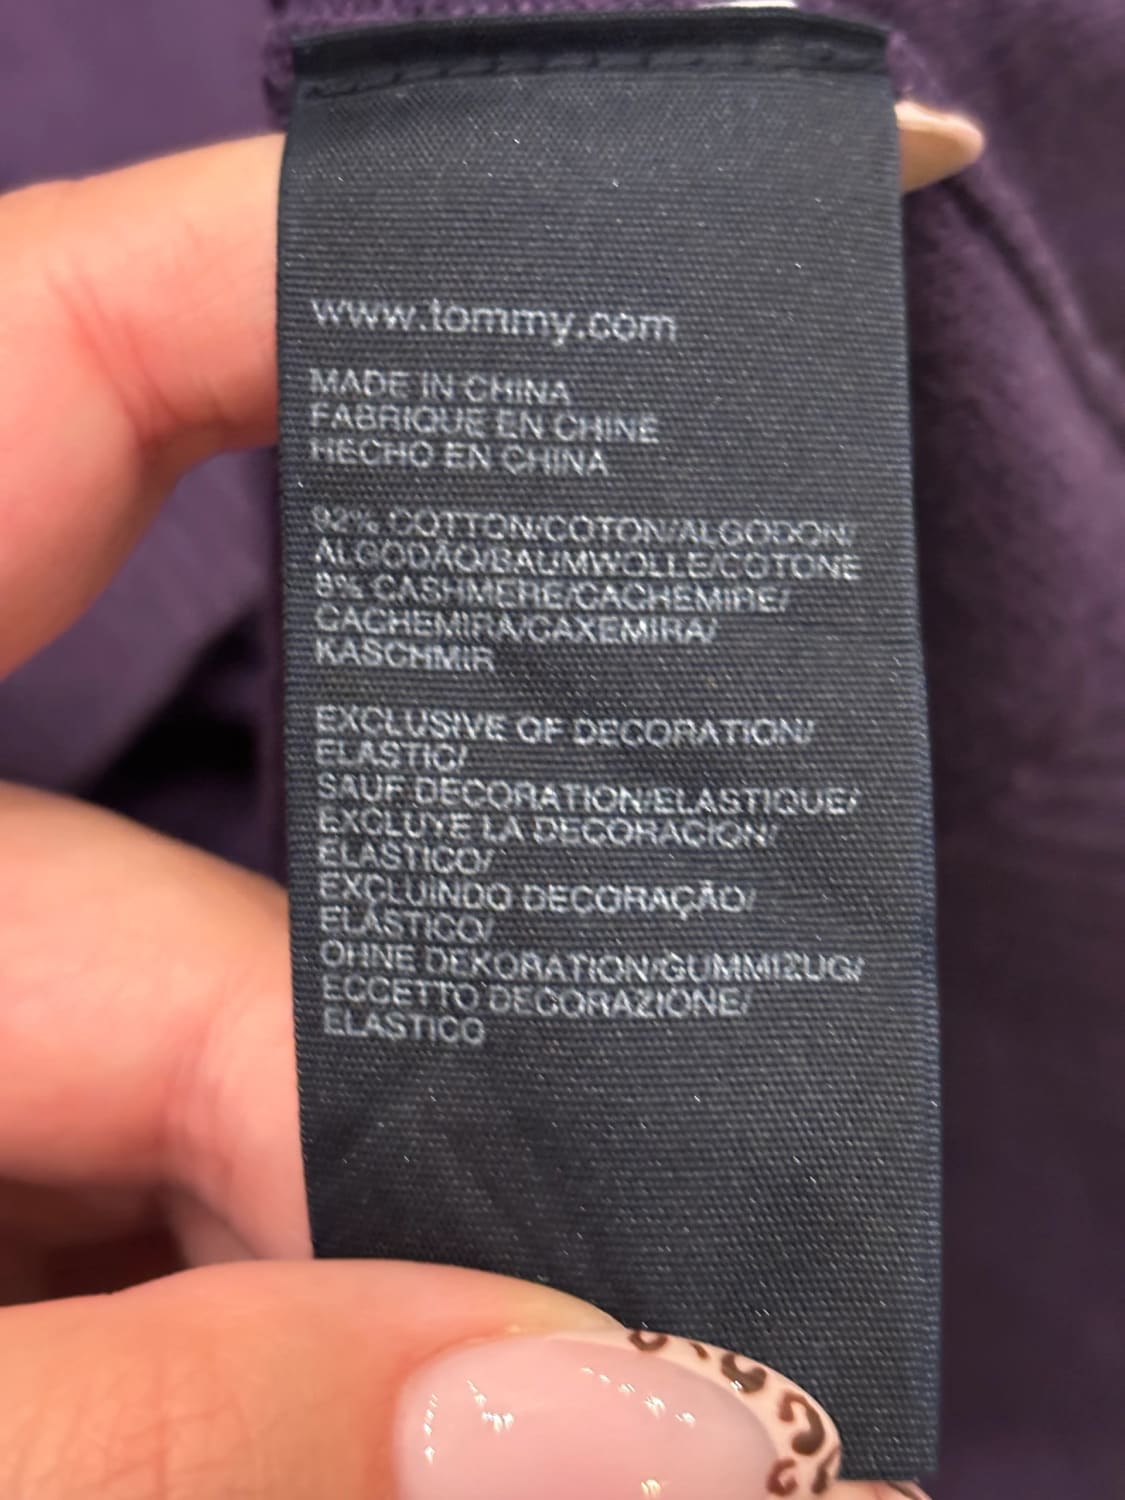 www.tommy.com
MADE IN CHINA
FABRIQUE EN CHINE
HECHO EN CHINA
92% COTTON/COTON/ALGODON/
ALGODÃO/BAUMWOLLE/COTONE
8% CASHMERE/CACHEMIRE/
CACHEMIRA/CAXEMIRA/
KASCHMIR
EXCLUSIVE OF DECORATION/
ELASTIC/
SAUF DECORATION/ELASTIQUE/
EXCLUYE LA DECORACION/
ELASTICO/
EXCLUÍNDO DECORAÇÃO/
ELÁSTICO/
OHNE DEKORATION/GUMMIZUG/
ECCETTO DECORAZIONE/
ELASTICO